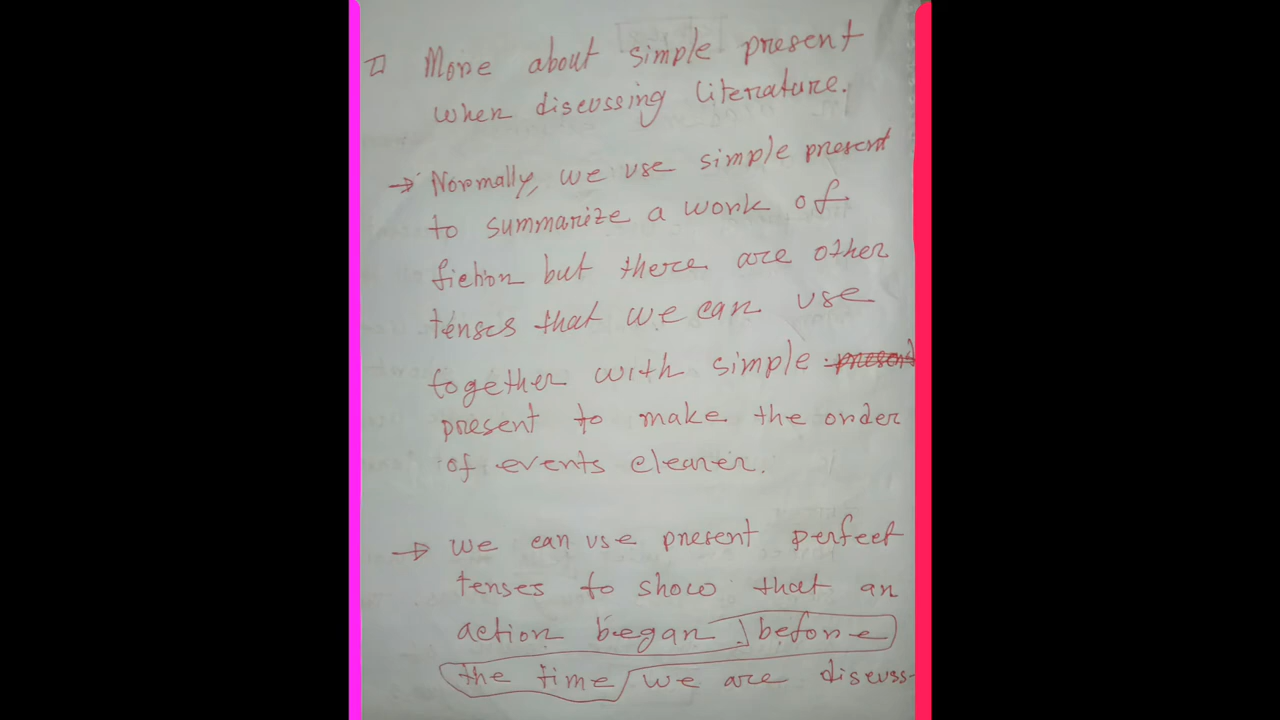 More about simple present
when discussing literature.
→ Normally, we use simple present
to summarize a work of
fiction but there are other
tenses that we can use
together with simple present
present to make the order
of events clearer.
→ we can use present perfect
tenses to show that an
action began before
the time we are discuss-